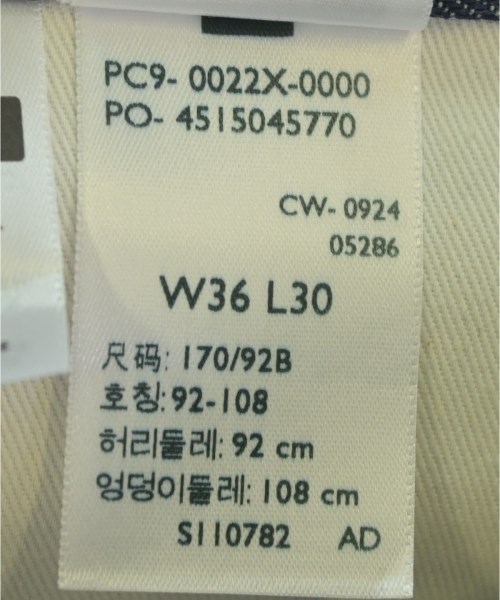 PC9- 0022X-0000
PO- 4515045770
CW- 0924
05286
W36 L30
尺码: 170/92B
호칭: 92-108
허리둘레: 92 cm
엉덩이둘레: 108 cm
S110782 AD